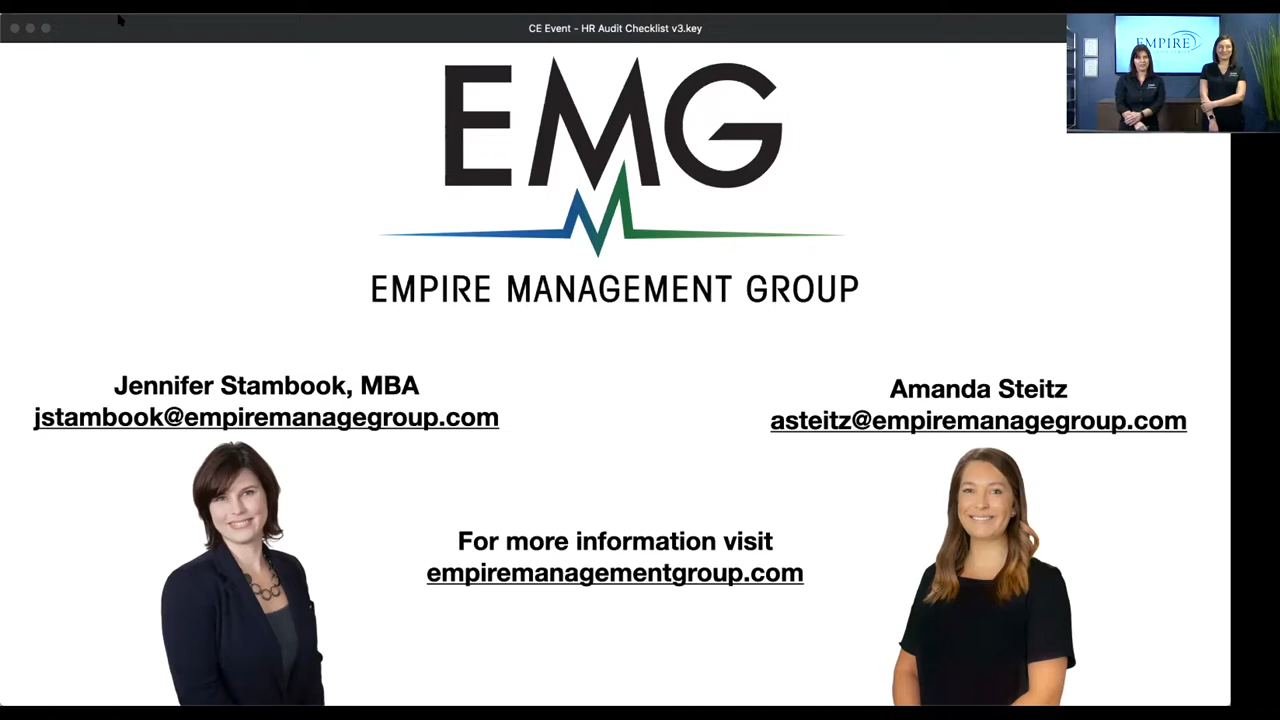 CE Event - HR Audit Checklist v3.key
EMPIRE
EMG
EMPIRE MANAGEMENT GROUP
Jennifer Stambook, MBA
jstambook@empiremanagegroup.com
Amanda Steitz
asteitz@empiremanagegroup.com
For more information visit
empiremanagementgroup.com